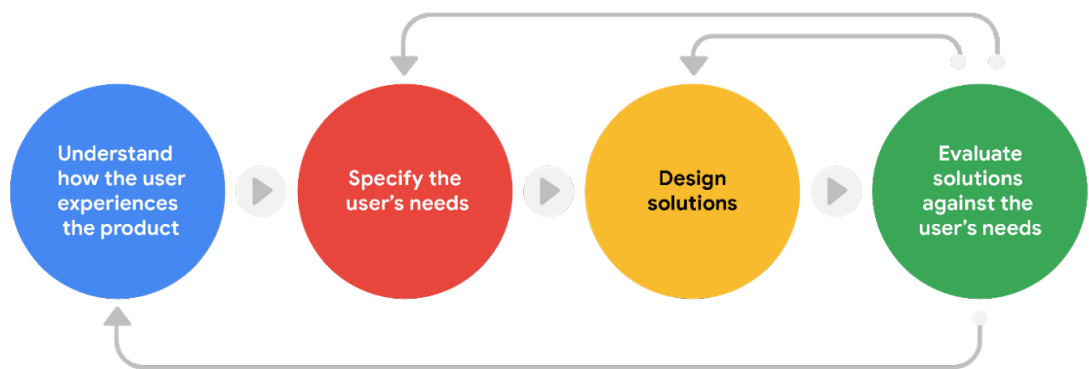 Understand
how the user
experiences
the product
Specify the
user’s needs
Design
solutions
Evaluate
solutions
against the
user’s needs